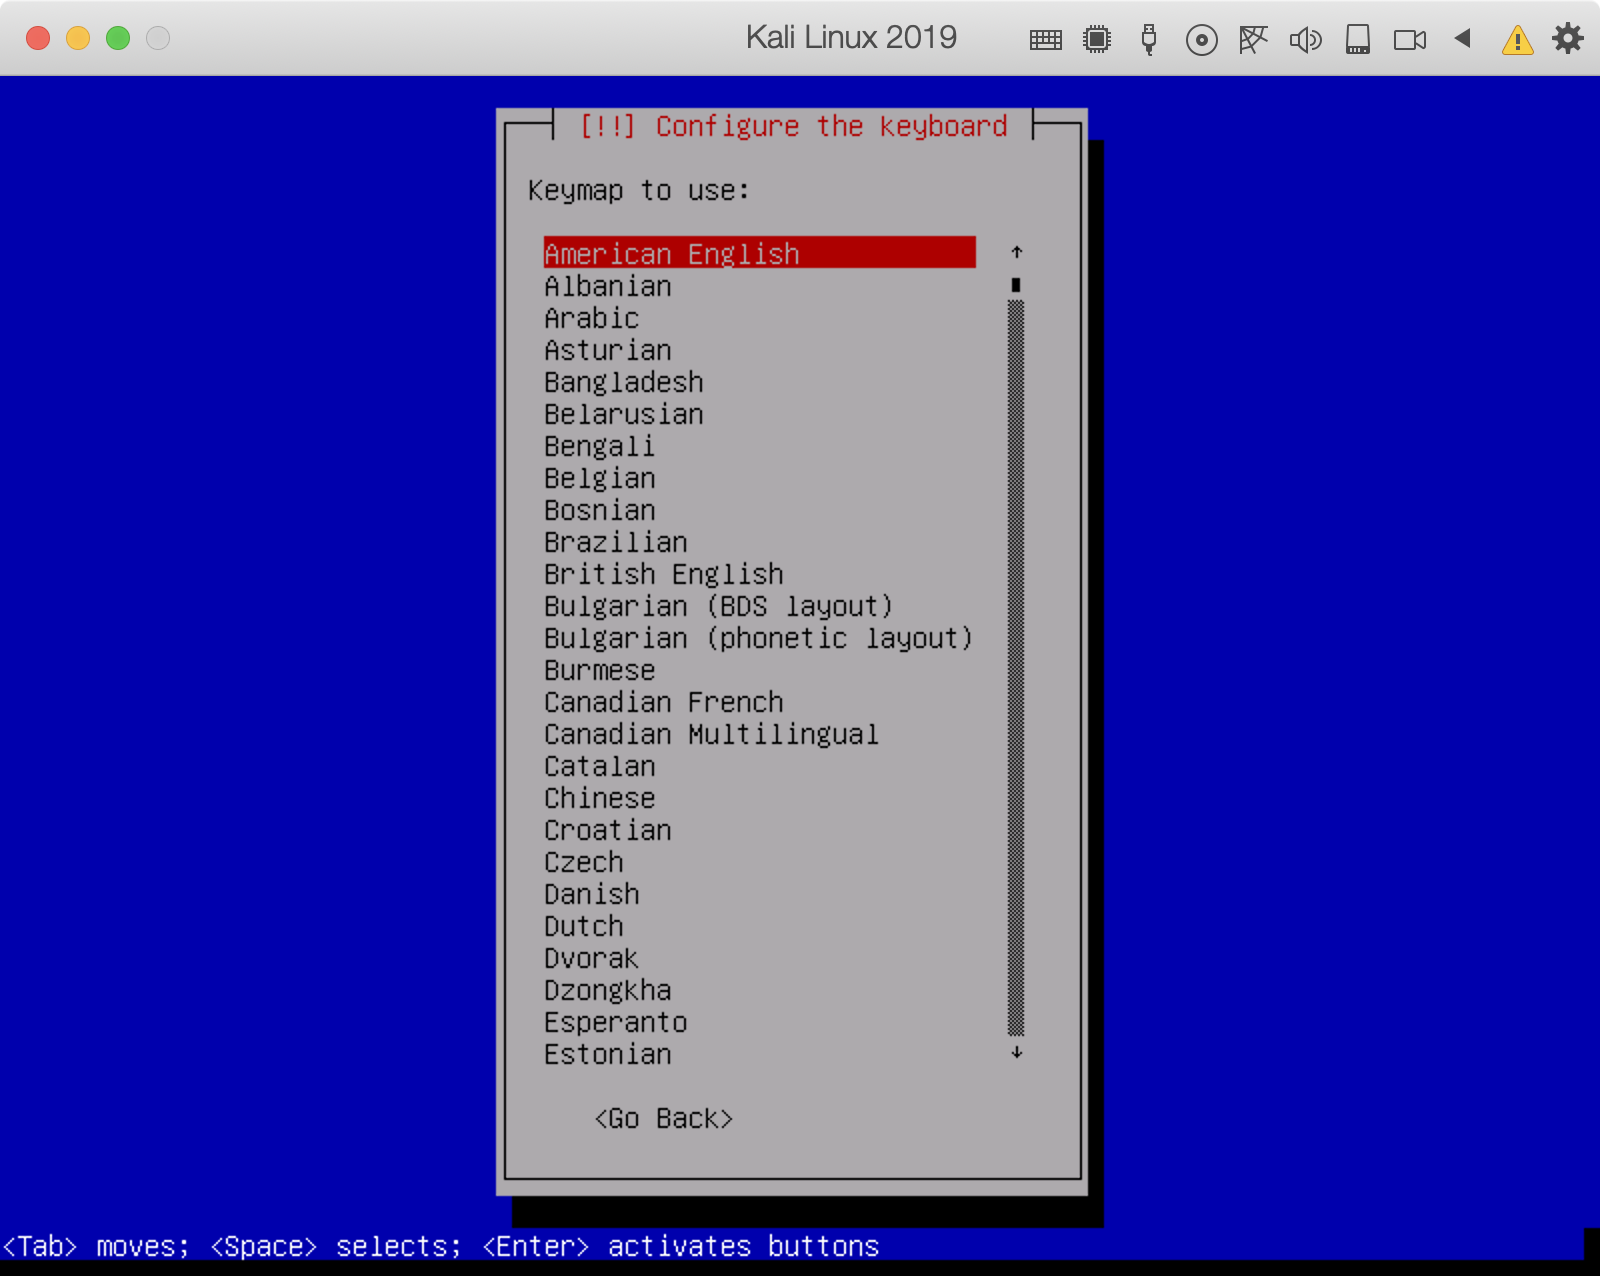 Kali Linux 2019
[!!] Configure the keyboard
Keymap to use:
American English
Albanian
Arabic
Asturian
Bangladesh
Belarusian
Bengali
Belgian
Bosnian
Brazilian
British English
Bulgarian (BDS layout)
Bulgarian (phonetic layout)
Burmese
Canadian French
Canadian Multilingual
Catalan
Chinese
Croatian
Czech
Danish
Dutch
Dvorak
Dzongkha
Esperanto
Estonian
<Go Back>
<Tab> moves; <Space> selects; <Enter> activates buttons